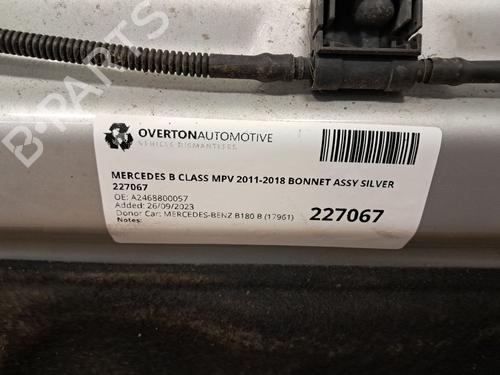 B-PARTS
OVERTONAUTOMOTIVE
VEHICLE DISMANTLERS
MERCEDES B CLASS MPV 2011-2018 BONNET ASSY SILVER
227067
OE: A2468800057
Added: 26/09/2023
Donor Car: MERCEDES-BENZ B180 B (17961)
Notes:
227067